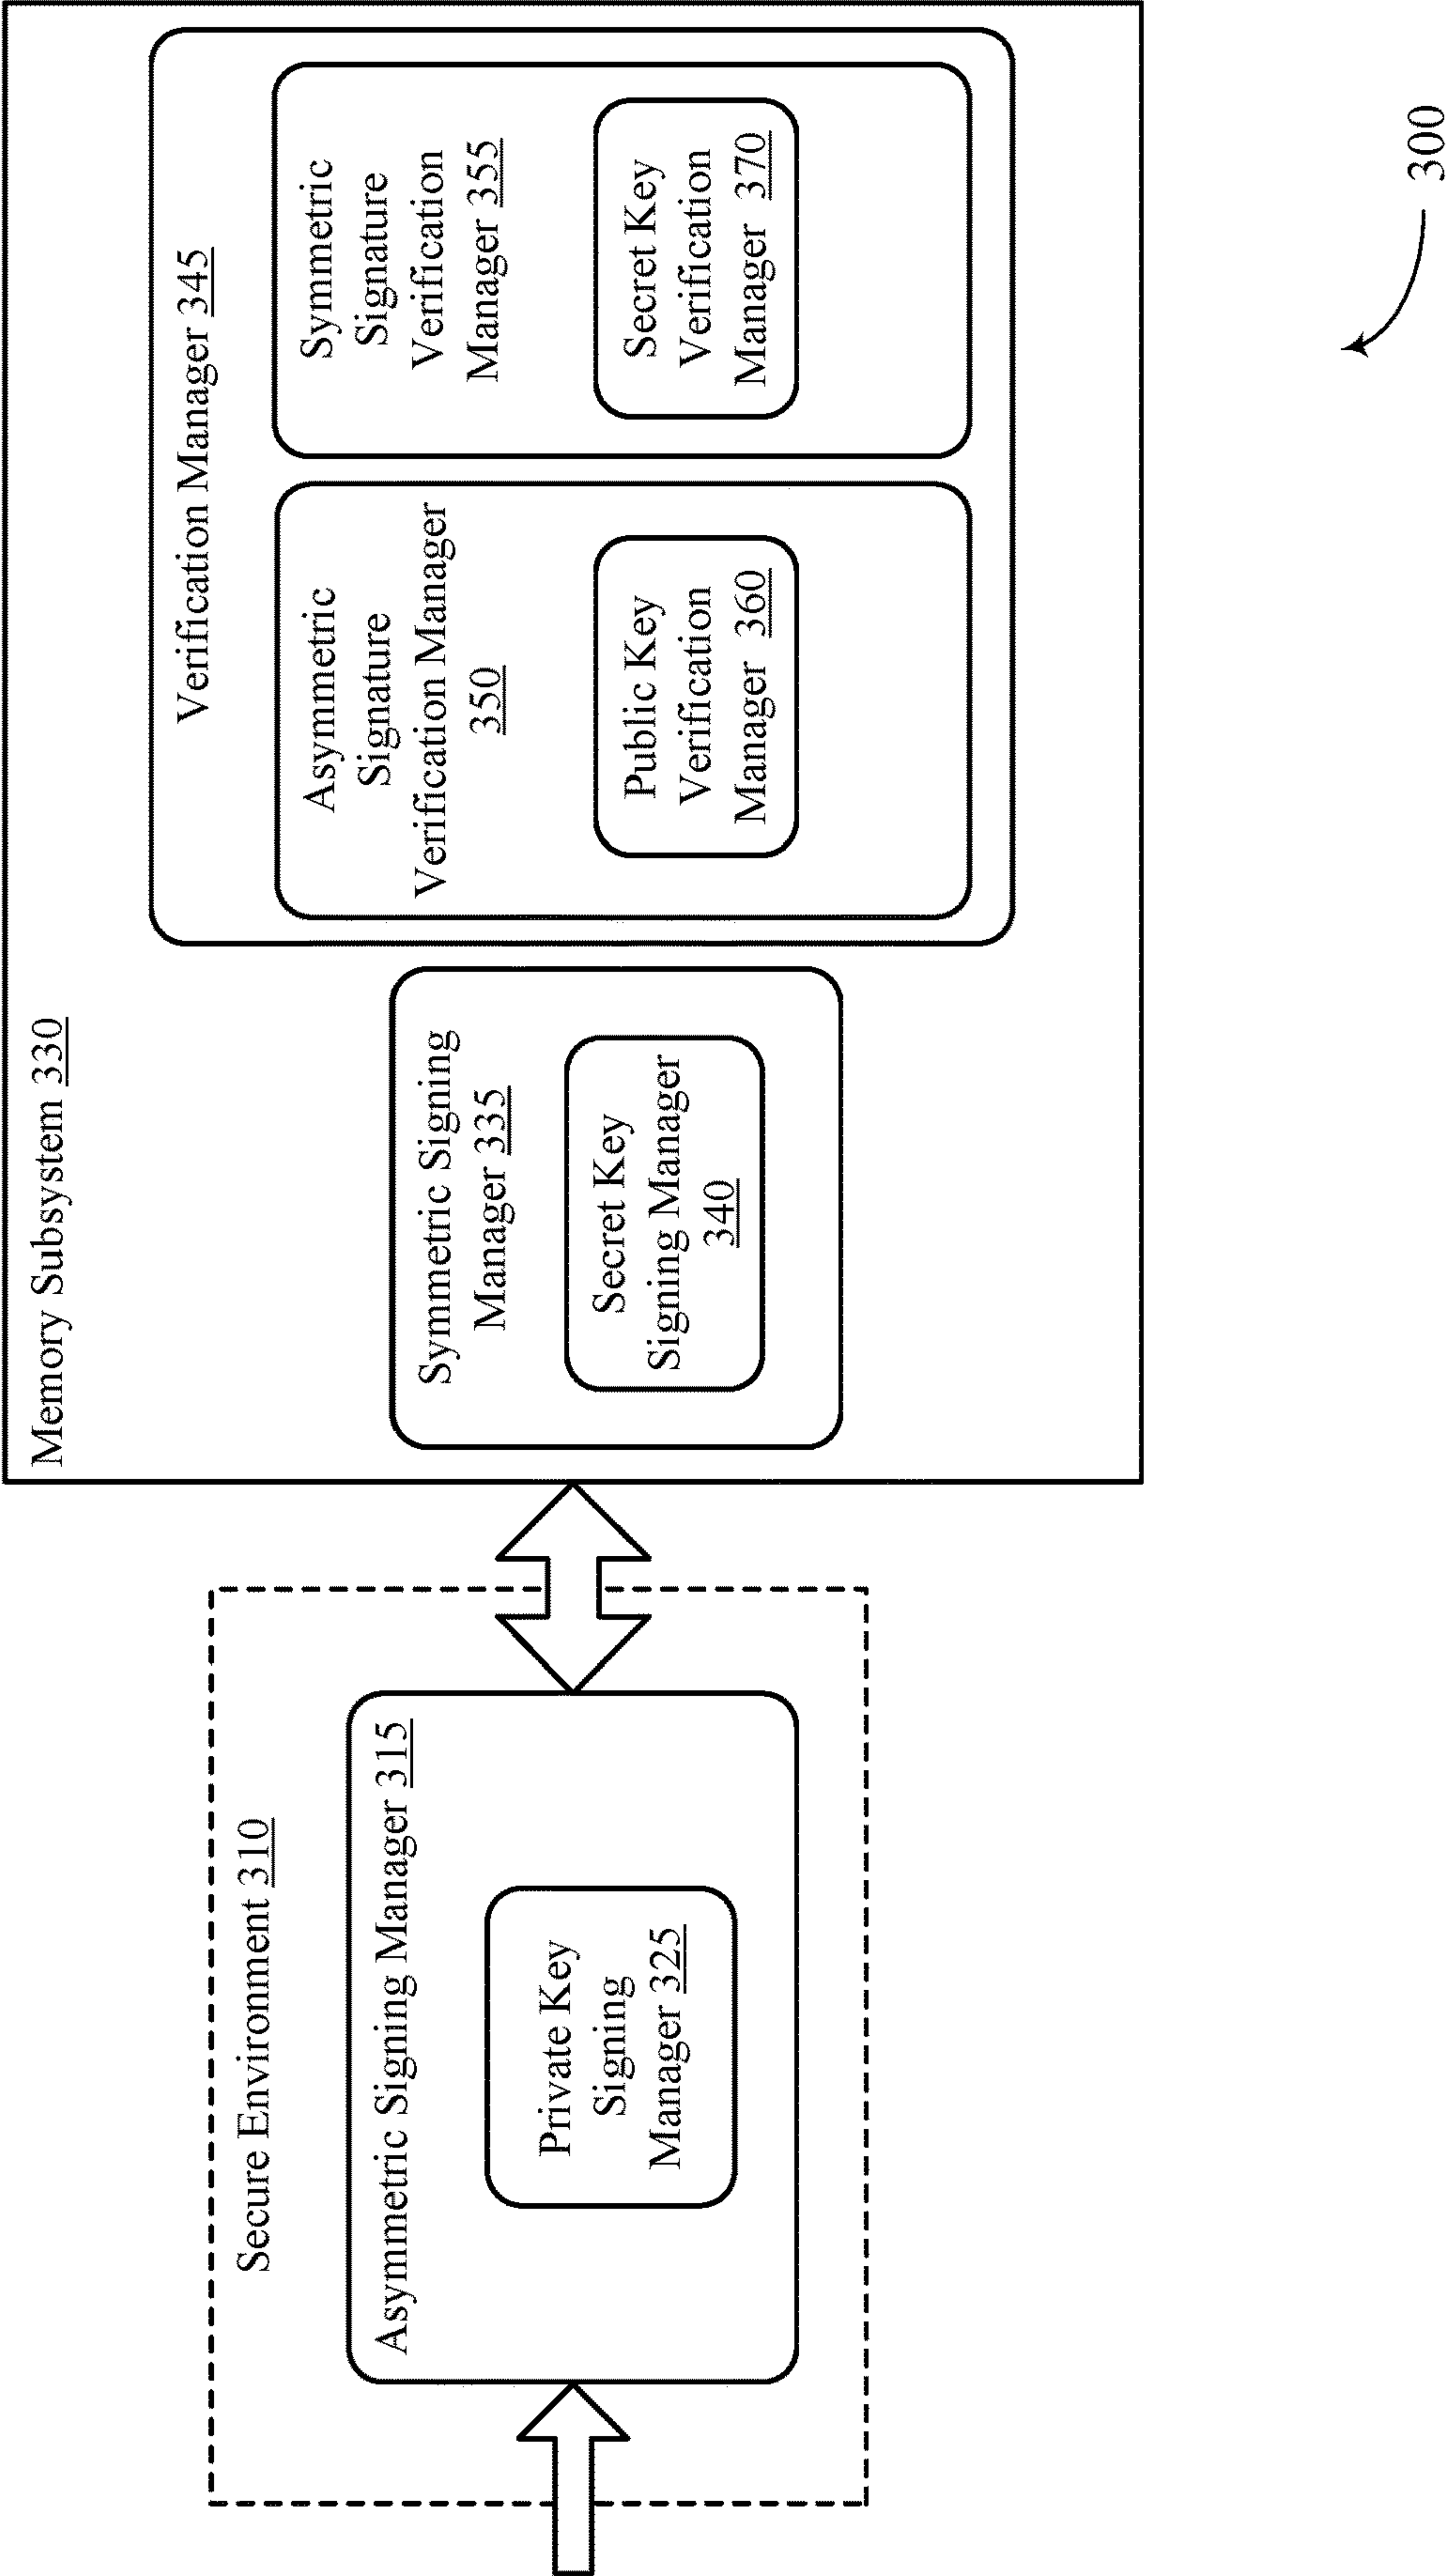 Secure Environment 310
Asymmetric Signing Manager 315
Private Key
Signing
Manager 325
Memory Subsystem 330
Symmetric Signing
Manager 335
Secret Key
Signing Manager
340
Verification Manager 345
Asymmetric
Signature
Verification Manager
350
Public Key
Verification
Manager 360
Symmetric
Signature
Verification
Manager 355
Secret Key
Verification
Manager 370
300